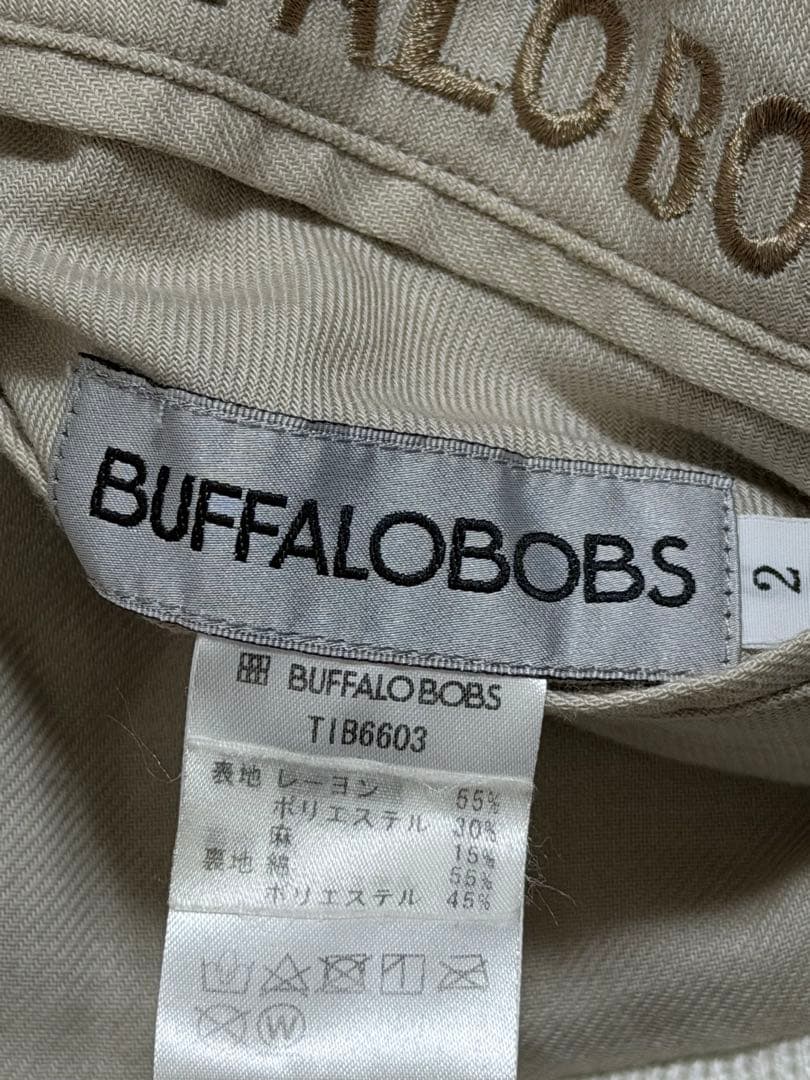 ALOBO
BUFFALOBOBS
2
BUFFALO BOBS
TIB6603
表地 レーヨン 55%
ポリエステル 30%
麻 15%
裏地 綿 55%
ポリエステル 45%
W